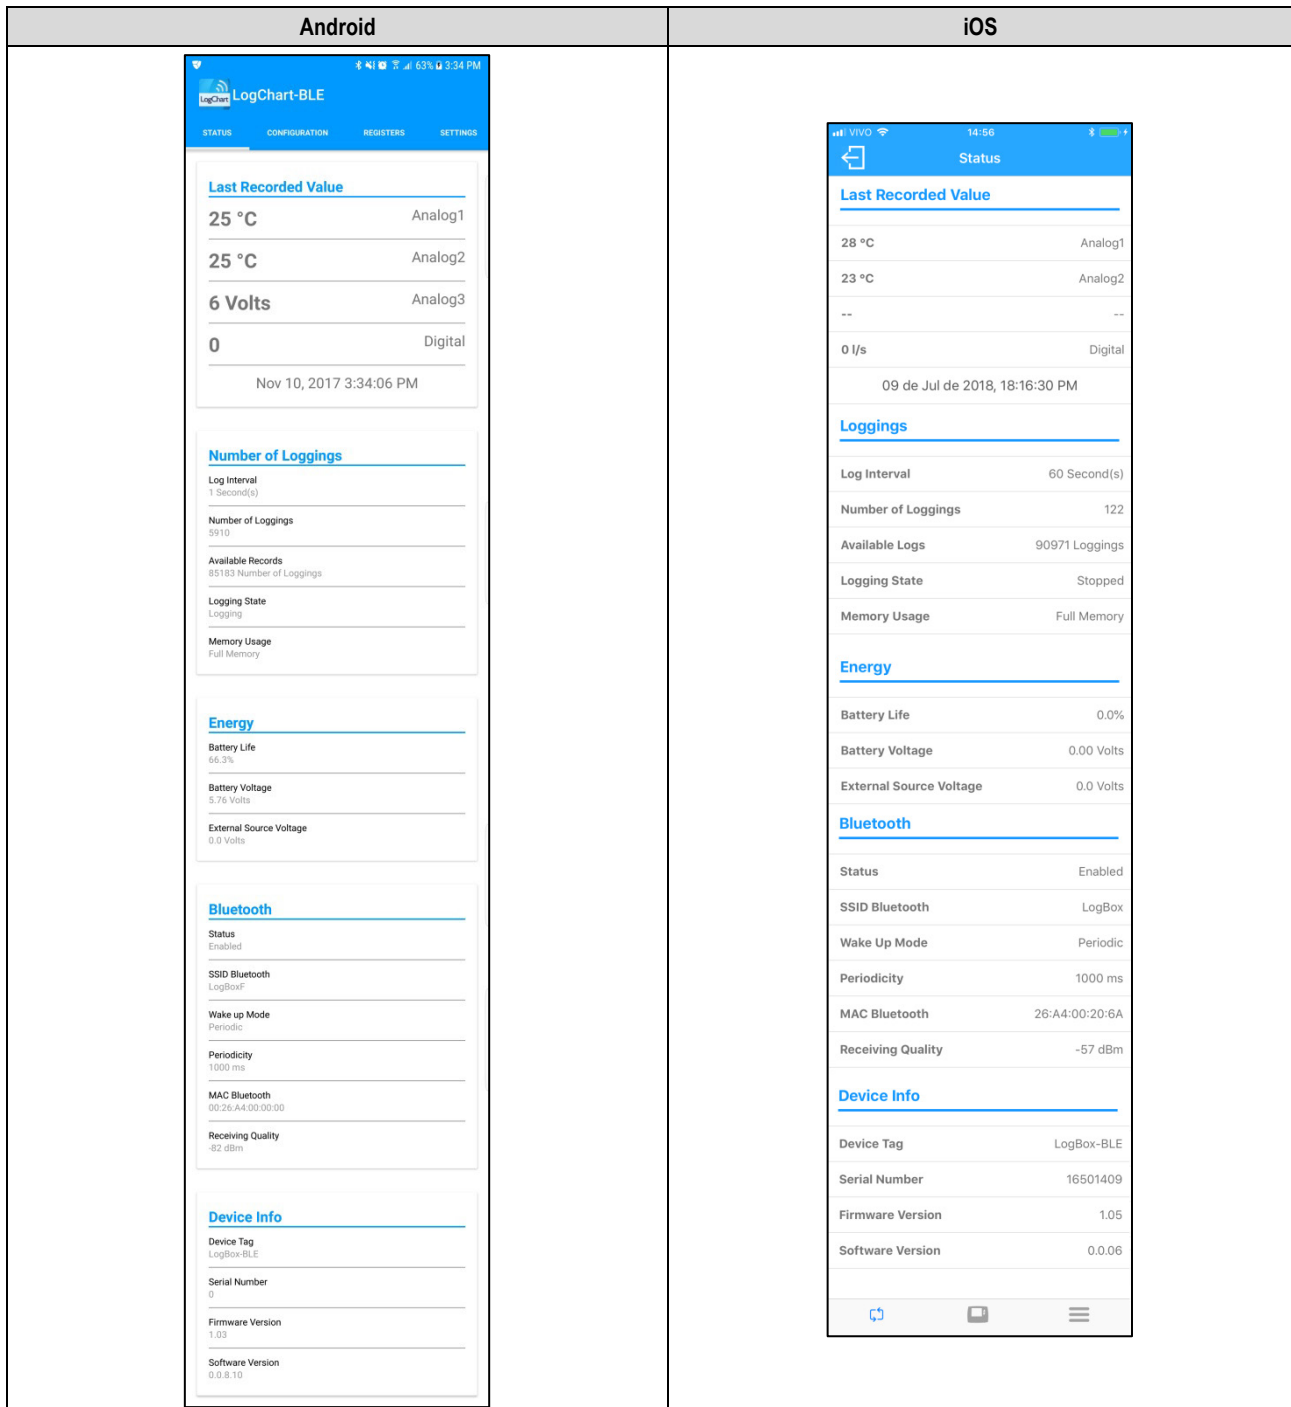 Android
iOS
63% 3:34 PM
LogChart LogChart-BLE
STATUS CONFIGURATION REGISTERS SETTINGS
Last Recorded Value
25 °C Analog1
25 °C Analog2
6 Volts Analog3
0 Digital
Nov 10, 2017 3:34:06 PM
Number of Loggings
Log Interval
1 Second(s)
Number of Loggings
5910
Available Records
85183 Number of Loggings
Logging State
Logging
Memory Usage
Full Memory
Energy
Battery Life
66.3%
Battery Voltage
5.76 Volts
External Source Voltage
0.0 Volts
Bluetooth
Status
Enabled
SSID Bluetooth
LogBoxF
Wake up Mode
Periodic
Periodicity
1000 ms
MAC Bluetooth
00:26:A4:00:00:00
Receiving Quality
-82 dBm
Device Info
Device Tag
LogBox-BLE
Serial Number
0
Firmware Version
1.03
Software Version
0.0.8.10
VIVO 14:56
Status
Last Recorded Value
28 ºC Analog1
23 ºC Analog2
-- --
0 l/s Digital
09 de Jul de 2018, 18:16:30 PM
Loggings
Log Interval 60 Second(s)
Number of Loggings 122
Available Logs 90971 Loggings
Logging State Stopped
Memory Usage Full Memory
Energy
Battery Life 0.0%
Battery Voltage 0.00 Volts
External Source Voltage 0.0 Volts
Bluetooth
Status Enabled
SSID Bluetooth LogBox
Wake Up Mode Periodic
Periodicity 1000 ms
MAC Bluetooth 26:A4:00:20:6A
Receiving Quality -57 dBm
Device Info
Device Tag LogBox-BLE
Serial Number 16501409
Firmware Version 1.05
Software Version 0.0.06